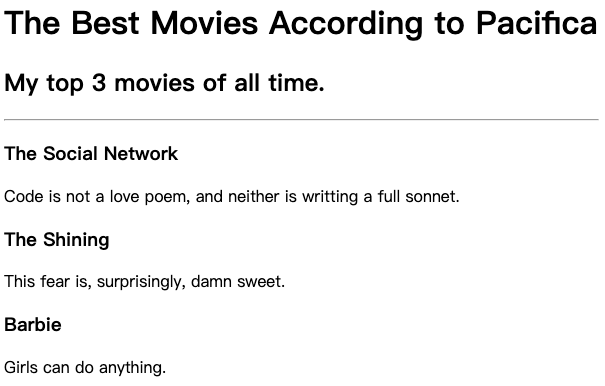 The Best Movies According to Pacifica
My top 3 movies of all time.
The Social Network
Code is not a love poem, and neither is writting a full sonnet.
The Shining
This fear is, surprisingly, damn sweet.
Barbie
Girls can do anything.